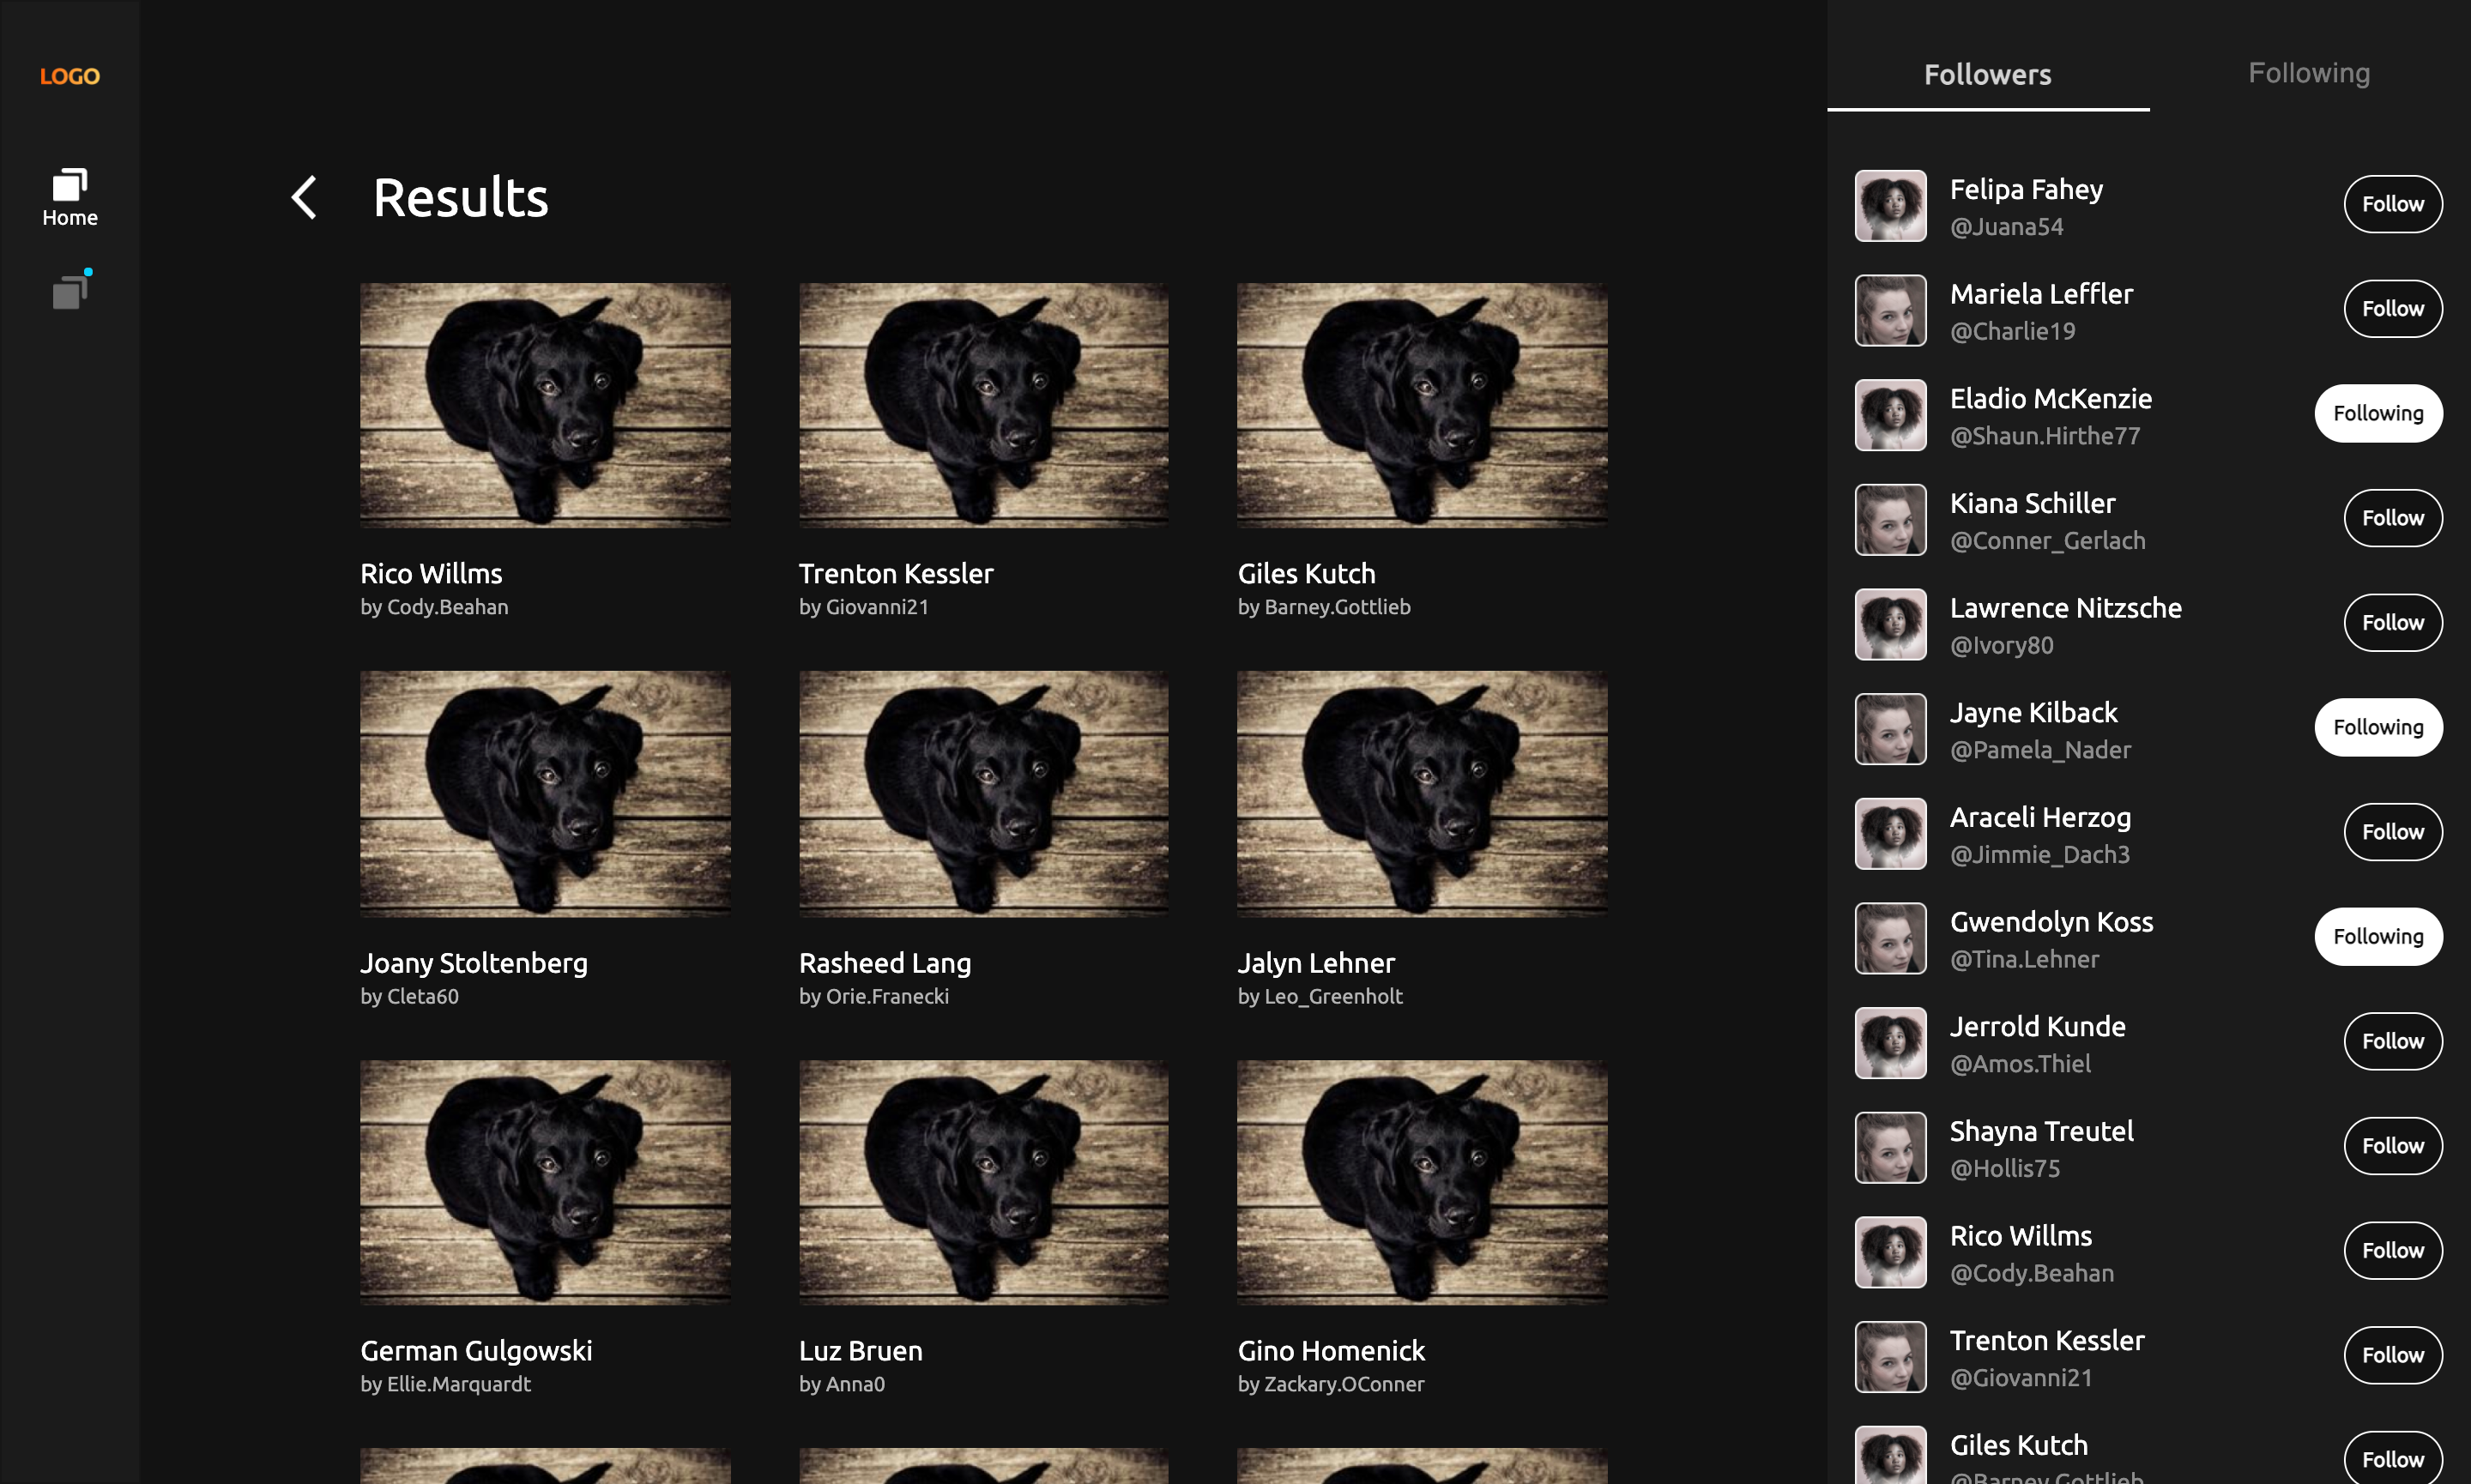 LOGO
Home
Results
Rico Willms
by Cody.Beahan
Trenton Kessler
by Giovanni21
Giles Kutch
by Barney.Gottlieb
Joany Stoltenberg
by Cleta60
Rasheed Lang
by Orie.Franecki
Jalyn Lehner
by Leo_Greenholt
German Gulgowski
by Ellie.Marquardt
Luz Bruen
by Anna0
Gino Homenick
by Zackary.OConner
Followers
Following
Felipa Fahey
@Juana54
Follow
Mariela Leffler
@Charlie19
Follow
Eladio McKenzie
@Shaun.Hirthe77
Following
Kiana Schiller
@Conner_Gerlach
Follow
Lawrence Nitzsche
@Ivory80
Follow
Jayne Kilback
@Pamela_Nader
Following
Araceli Herzog
@Jimmie_Dach3
Follow
Gwendolyn Koss
@Tina.Lehner
Following
Jerrold Kunde
@Amos.Thiel
Follow
Shayna Treutel
@Hollis75
Follow
Rico Willms
@Cody.Beahan
Follow
Trenton Kessler
@Giovanni21
Follow
Giles Kutch
@Barney.Gottlieb
Follow